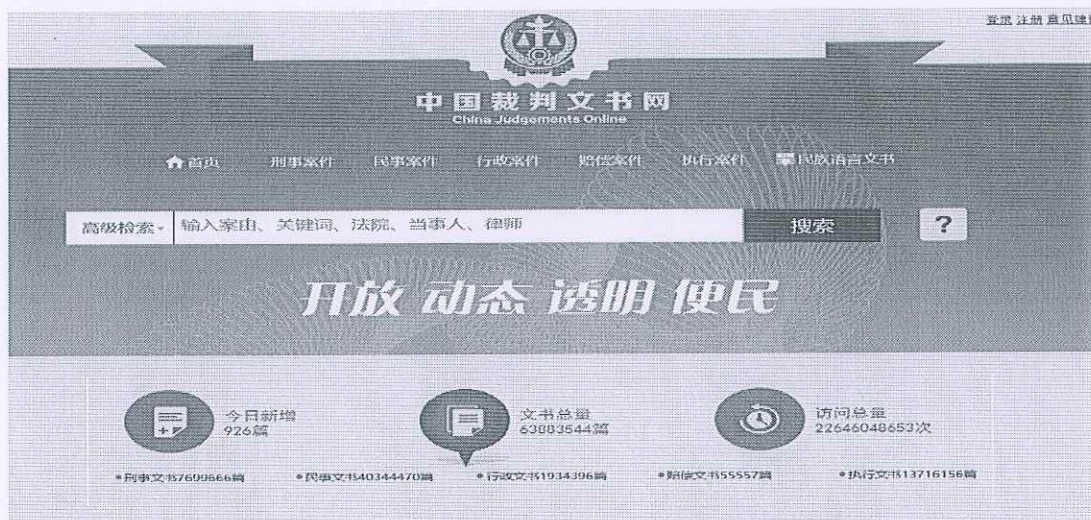 登录 注册 意见建议
中国裁判文书网
China Judgements Online
首页 刑事案件 民事案件 行政案件 赔偿案件 执行案件 民族语言文书
高级检索 输入案由、关键词、法院、当事人、律师 搜索 ?
开放 动态 透明 便民
今日新增 文书总量 访问总量
926篇 63883544篇 22646048653次
•刑事文书7699666篇 •民事文书40344470篇 •行政文书1934396篇 •赔偿文书55557篇 •执行文书13716156篇